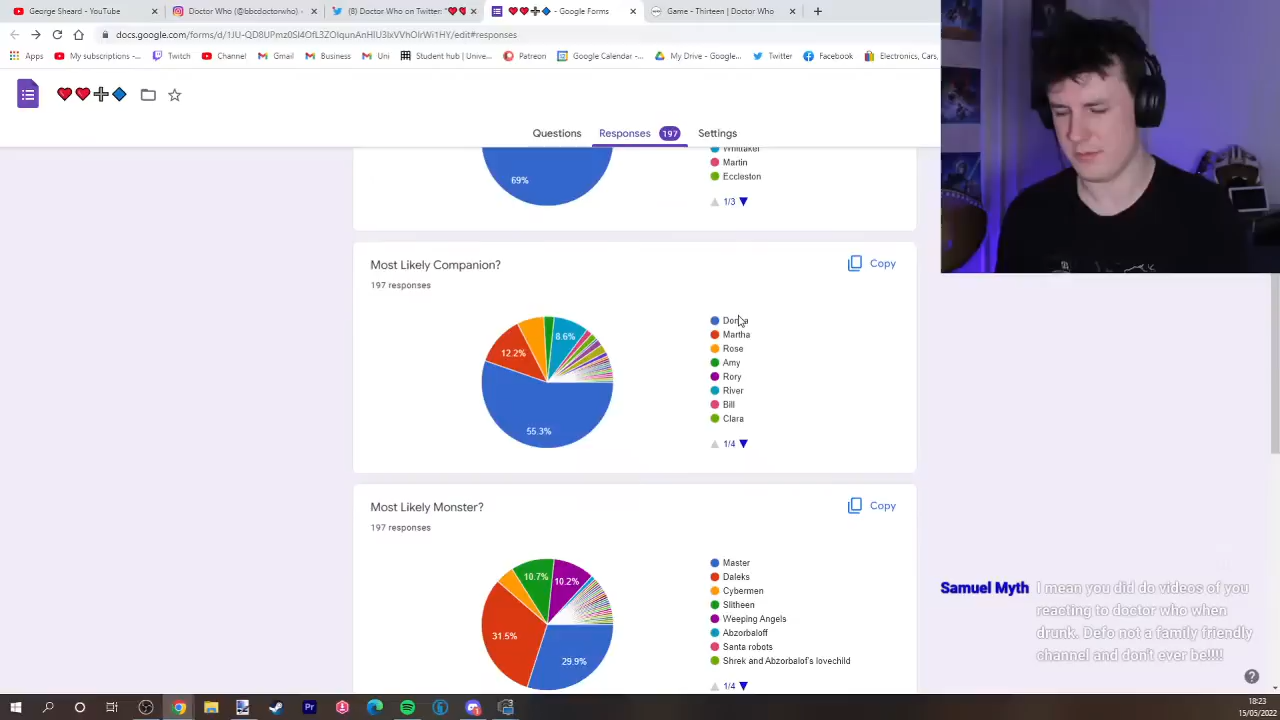 George Sheard - YouTube
Doctor Who (@bbcdoctorwho) -
(8) Doctor Who on Twitter: "
- Google Forms
Game - Thirteen | Doctor Who
Apps
My subscriptions -...
Twitch
Channel
Gmail
Business
Uni
Student hub | Unive...
Patreon
Google Calendar -...
My Drive - Google...
Twitter
Facebook
Electronics, Cars,
Questions
Responses
197
Settings
69%
Whittaker
Martin
Eccleston
1/3
Most Likely Companion?
Copy
197 responses
8.6%
12.2%
55.3%
Donna
Martha
Rose
Amy
Rory
River
Bill
Clara
1/4
Most Likely Monster?
Copy
197 responses
10.7%
10.2%
31.5%
29.9%
Master
Daleks
Cybermen
Slitheen
Weeping Angels
Abzorbaloff
Santa robots
Shrek and Abzorbalof's lovechild
1/4
Samuel Myth I mean you did do videos of you
reacting to doctor who when
drunk. Defo not a family friendly
channel and don't ever be!!!!
18:23
15/05/2022